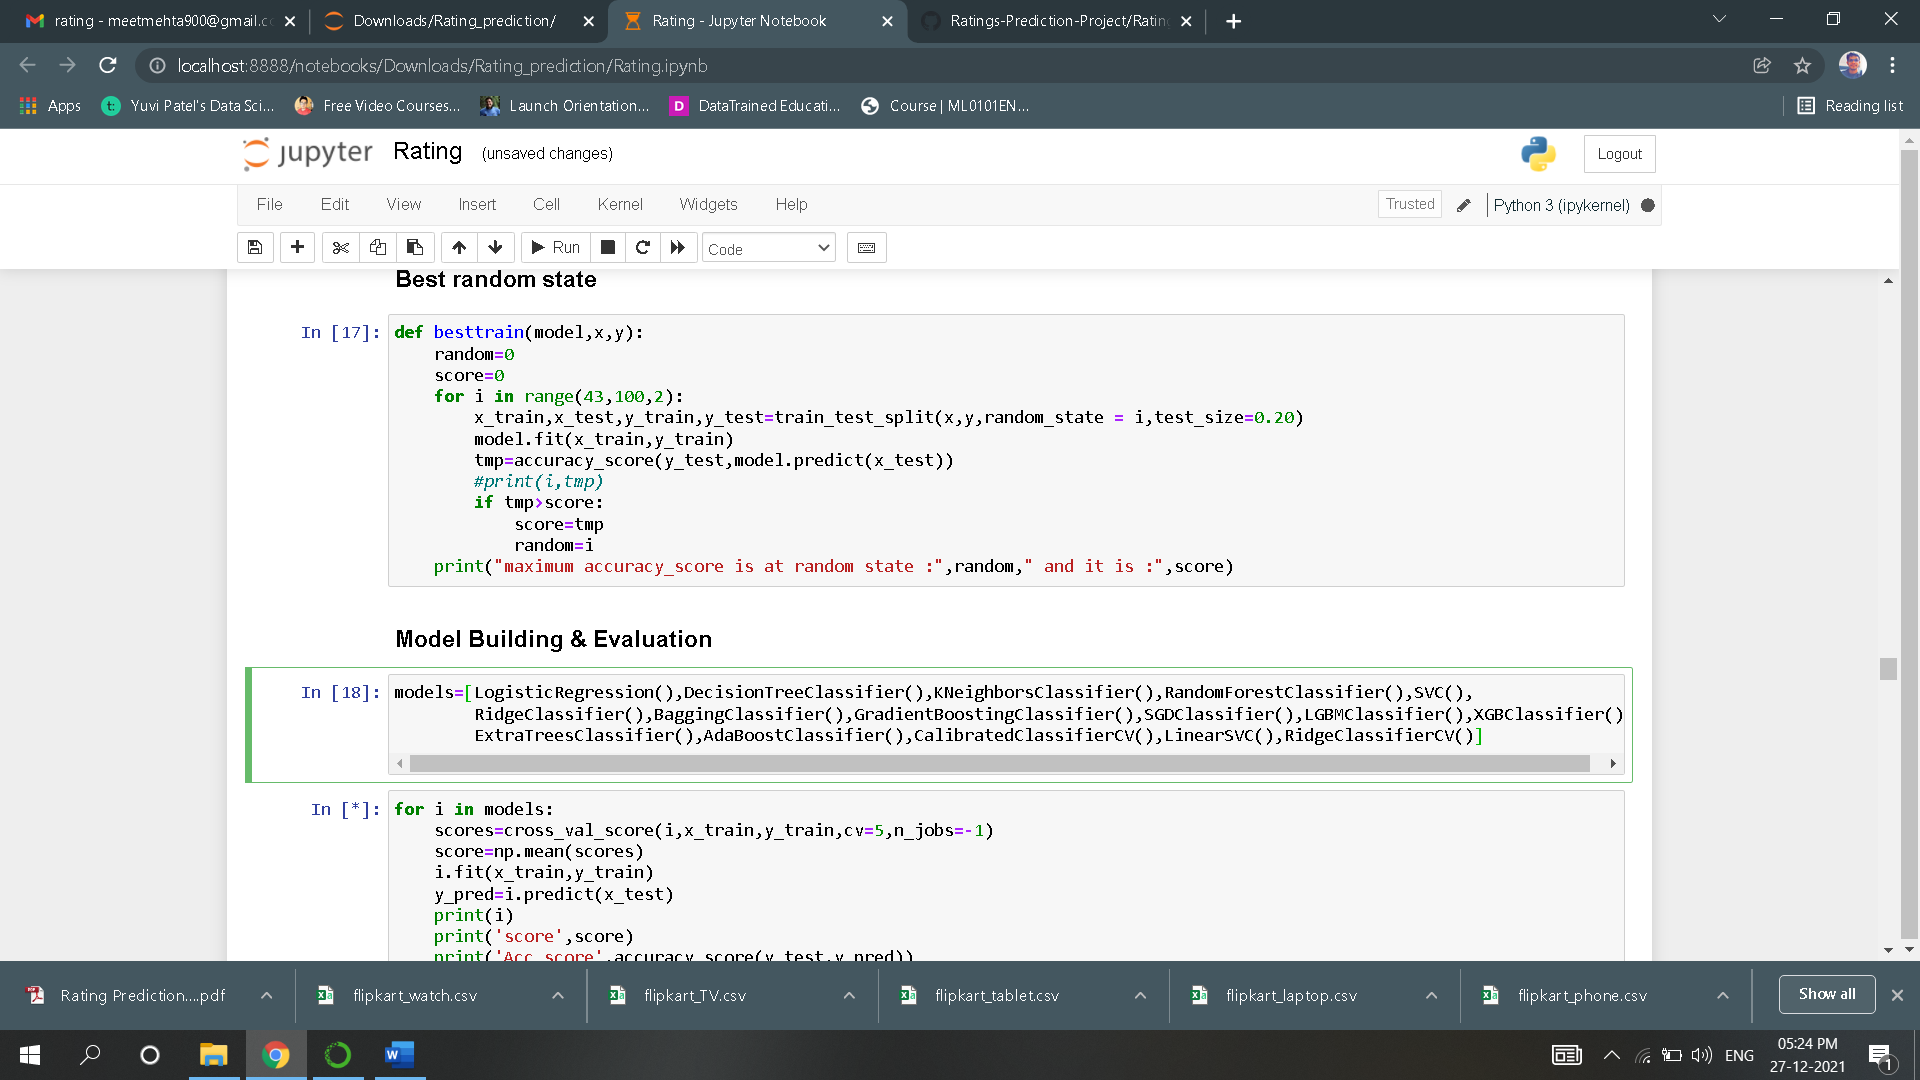 rating - meetmehta900@gmail.c
Downloads/Rating_prediction/
Rating - Jupyter Notebook
Ratings-Prediction-Project/Ratin
localhost:8888/notebooks/Downloads/Rating_prediction/Rating.ipynb
Apps
Yuvi Patel's Data Sci...
Free Video Courses...
Launch Orientation...
D DataTrained Educati...
Course | ML0101EN...
Reading list
jupyter Rating (unsaved changes)
Logout
File Edit View Insert Cell Kernel Widgets Help
Trusted
Python 3 (ipykernel)
Run
Code
Best random state
In [17]: def besttrain(model,x,y):
random=0
score=0
for i in range(43,100,2):
x_train,x_test,y_train,y_test=train_test_split(x,y,random_state = i,test_size=0.20)
model.fit(x_train,y_train)
tmp=accuracy_score(y_test,model.predict(x_test))
#print(i,tmp)
if tmp>score:
score=tmp
random=i
print("maximum accuracy_score is at random state :",random," and it is :",score)
Model Building & Evaluation
In [18]: models=[LogisticRegression(),DecisionTreeClassifier(),KNeighborsClassifier(),RandomForestClassifier(),SVC(),
RidgeClassifier(),BaggingClassifier(),GradientBoostingClassifier(),SGDClassifier(),LGBMClassifier(),XGBClassifier()
ExtraTreesClassifier(),AdaBoostClassifier(),CalibratedClassifierCV(),LinearSVC(),RidgeClassifierCV()]
In [*]: for i in models:
scores=cross_val_score(i,x_train,y_train,cv=5,n_jobs=-1)
score=np.mean(scores)
i.fit(x_train,y_train)
y_pred=i.predict(x_test)
print(i)
print('score',score)
print('Acc_score',accuracy_score(y_test,y_pred))
Rating Prediction....pdf
flipkart_watch.csv
flipkart_TV.csv
flipkart_tablet.csv
flipkart_laptop.csv
flipkart_phone.csv
Show all
ENG
05:24 PM
27-12-2021
1